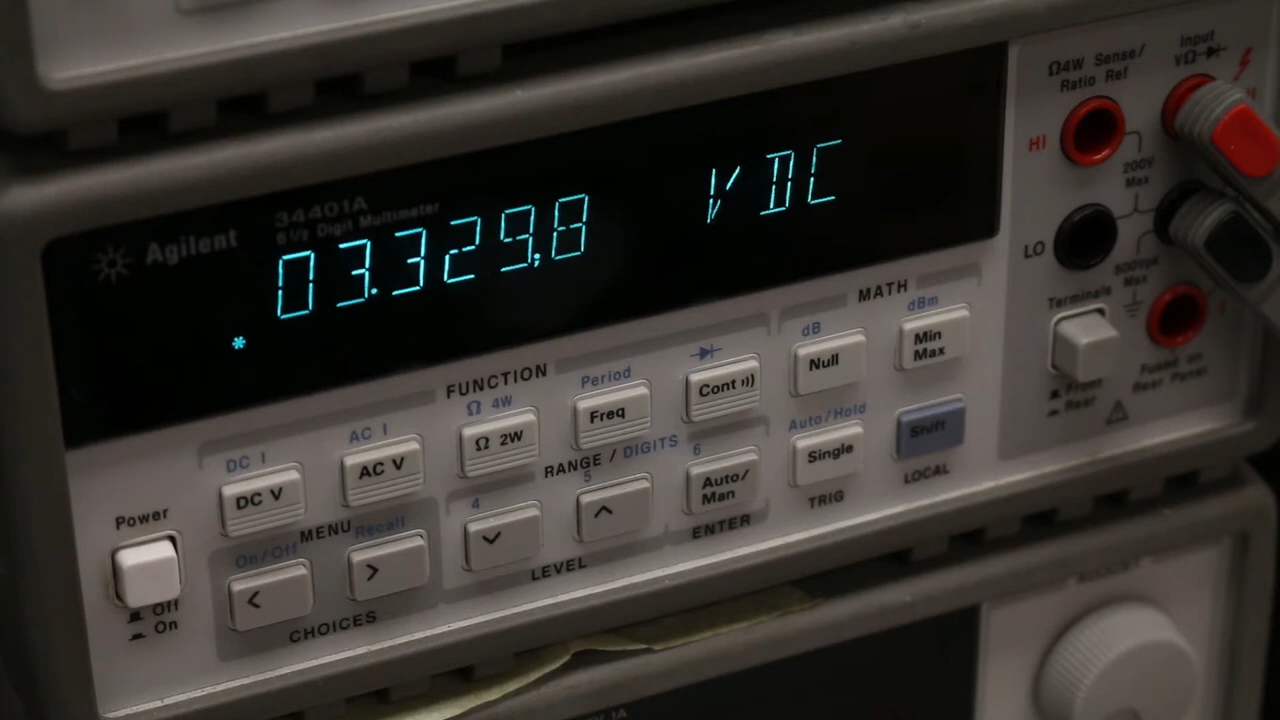 Agilent
34401A
6½ Digit Multimeter
03.329,8 VDC
*
Ω4W Sense/
Ratio Ref
Input
VΩ
HI
200V
Max
LO
500Vpk
Max
Terminals
Front
Rear
Fused on
Rear Panel
FUNCTION
MATH
DC I
AC I
Ω 4W
Period
dB
dBm
DC V
AC V
Ω 2W
Freq
Cont
Null
Min
Max
RANGE / DIGITS
Auto/Hold
MENU
On/Off
Recall
4
5
6
<
>
Auto/
Man
Single
Shift
CHOICES
LEVEL
ENTER
TRIG
LOCAL
Power
Off
On